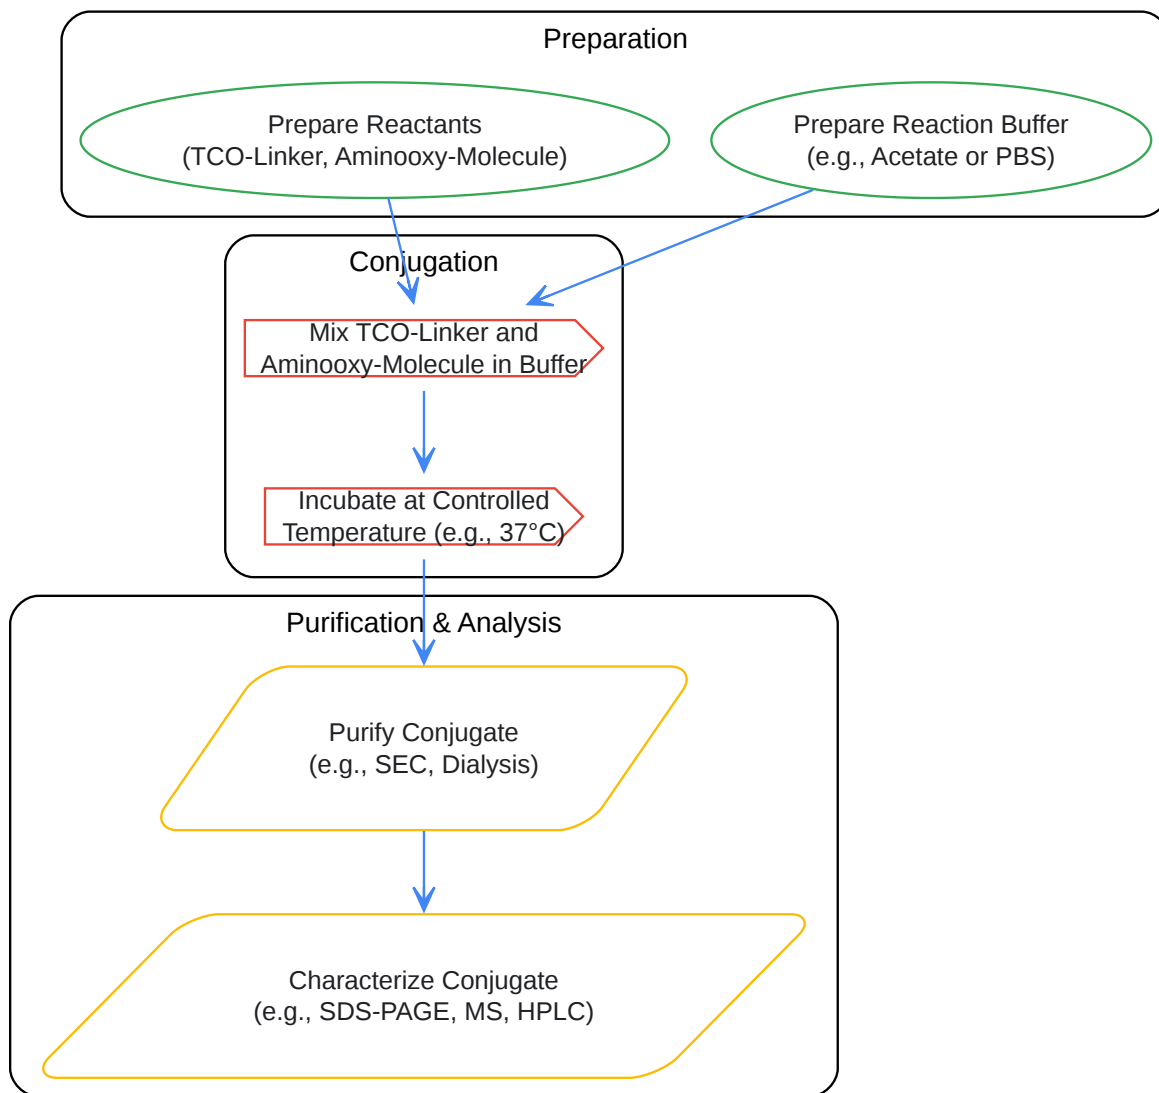 Preparation
Prepare Reactants
(TCO-Linker, Aminooxy-Molecule)
Prepare Reaction Buffer
(e.g., Acetate or PBS)
Conjugation
Mix TCO-Linker and
Aminooxy-Molecule in Buffer
Incubate at Controlled
Temperature (e.g., 37°C)
Purification & Analysis
Purify Conjugate
(e.g., SEC, Dialysis)
Characterize Conjugate
(e.g., SDS-PAGE, MS, HPLC)